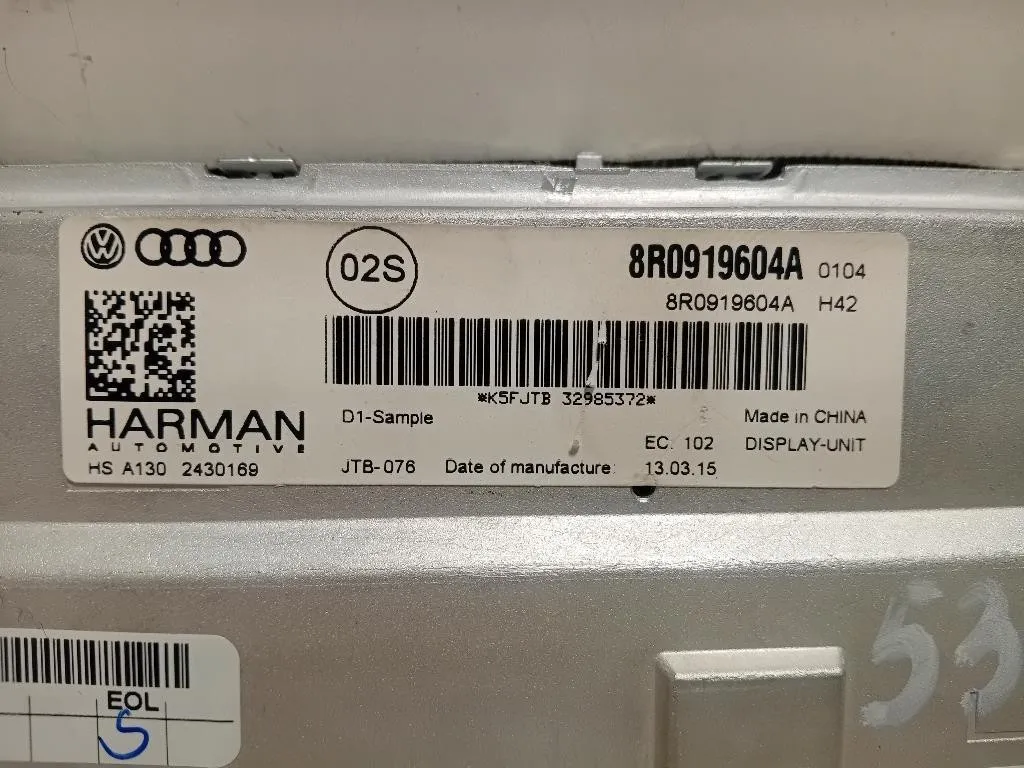 02S
8R0919604A 0104
8R0919604A H42
*K5FJTB 32985372*
HARMAN
AUTOMOTIVE
HS A130 2430169
D1-Sample
Made in CHINA
EC. 102 DISPLAY-UNIT
JTB-076 Date of manufacture: 13.03.15
EOL
S
53